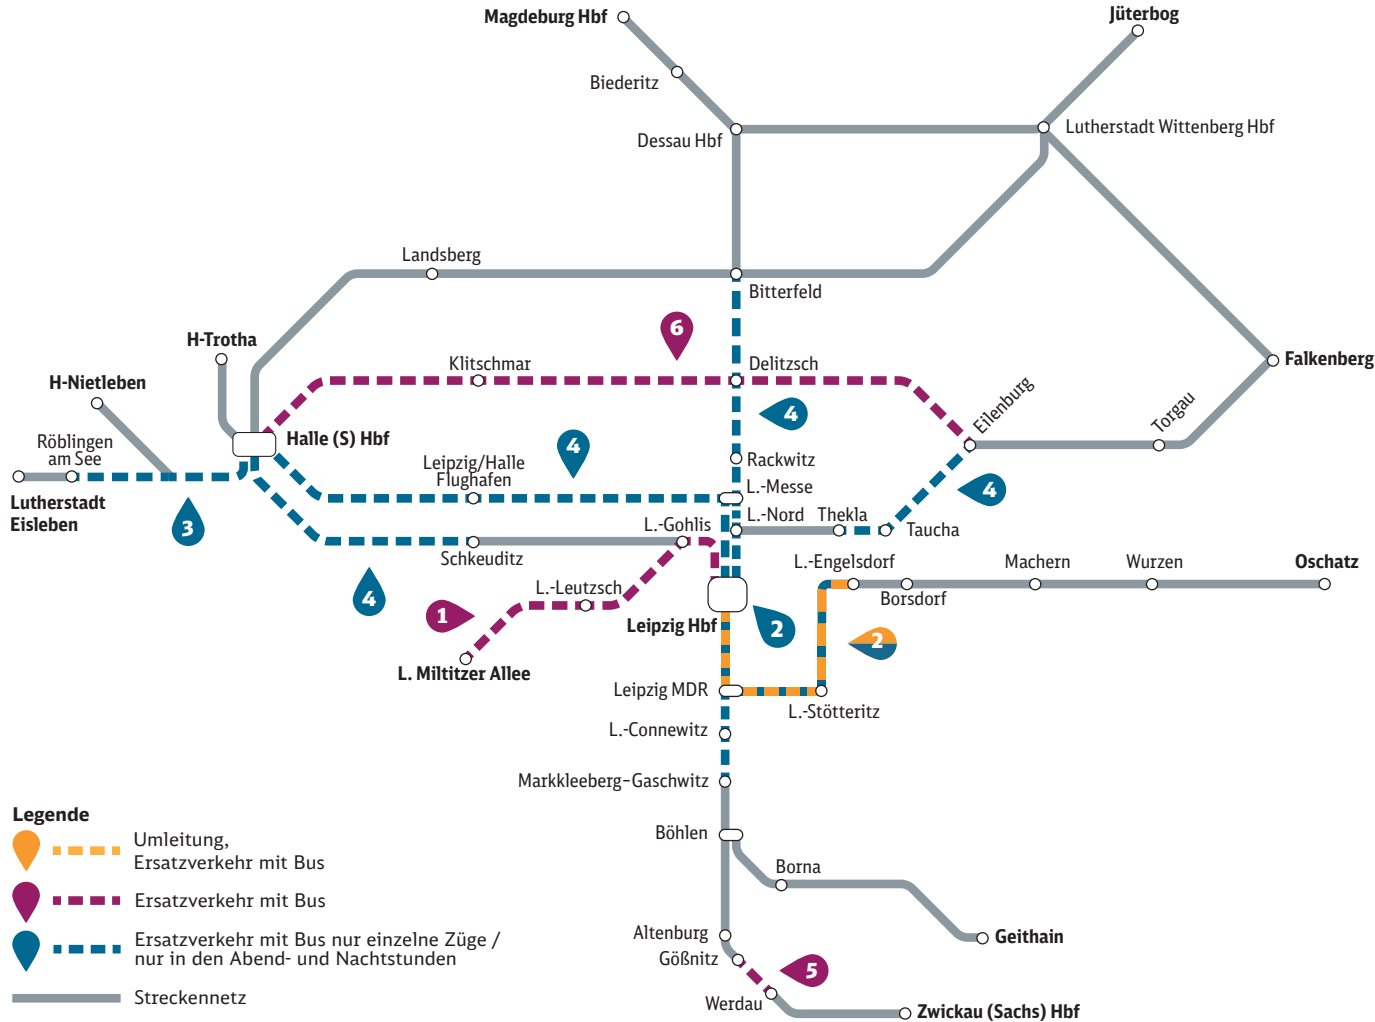 Magdeburg Hbf
Jüterbog
Biederitz
Dessau Hbf
Lutherstadt Wittenberg Hbf
Landsberg
Bitterfeld
6
H-Trotha
Klitschmar
Delitzsch
Falkenberg
H-Nietleben
4
Eilenburg
Torgau
Röblingen
am See
Halle (S) Hbf
4
Leipzig/Halle
Flughafen
Rackwitz
L.-Messe
4
Lutherstadt
Eisleben
3
L.-Gohlis
L.-Nord
Thekla
Taucha
Schkeuditz
L.-Engelsdorf
Machern
Wurzen
Oschatz
4
L.-Leutzsch
Borsdorf
1
Leipzig Hbf
2
2
L. Miltitzer Allee
Leipzig MDR
L.-Stötteritz
L.-Connewitz
Markkleeberg-Gaschwitz
Legende
Umleitung,
Ersatzverkehr mit Bus
Ersatzverkehr mit Bus
Ersatzverkehr mit Bus nur einzelne Züge /
nur in den Abend- und Nachtstunden
Streckennetz
Böhlen
Borna
Altenburg
Geithain
Gößnitz
5
Werdau
Zwickau (Sachs) Hbf